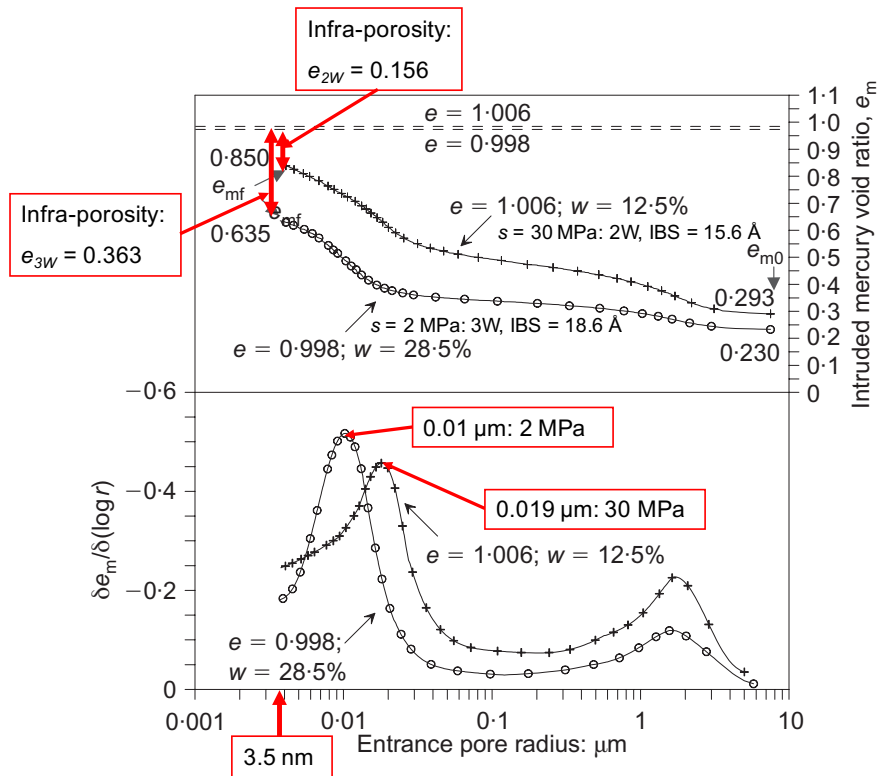 Infra-porosity:
e2W = 0.156
Infra-porosity:
e3W = 0.363
e = 1·006
e = 0·998
0·850
emf
emf
0·635
e = 1·006; w = 12·5%
s = 30 MPa: 2W, IBS = 15.6 Å
em0
0·293
s = 2 MPa: 3W, IBS = 18.6 Å
e = 0·998; w = 28·5%
0·230
1·1
1·0
0·9
0·8
0·7
0·6
0·5
0·4
0·3
0·2
0·1
0
Intruded mercury void ratio, em
−0·6
−0·4
−0·2
0
δem/δ(log r)
0.01 µm: 2 MPa
0.019 µm: 30 MPa
e = 1·006; w = 12·5%
e = 0·998;
w = 28·5%
0·001
0·01
0·1
1
10
Entrance pore radius: µm
3.5 nm